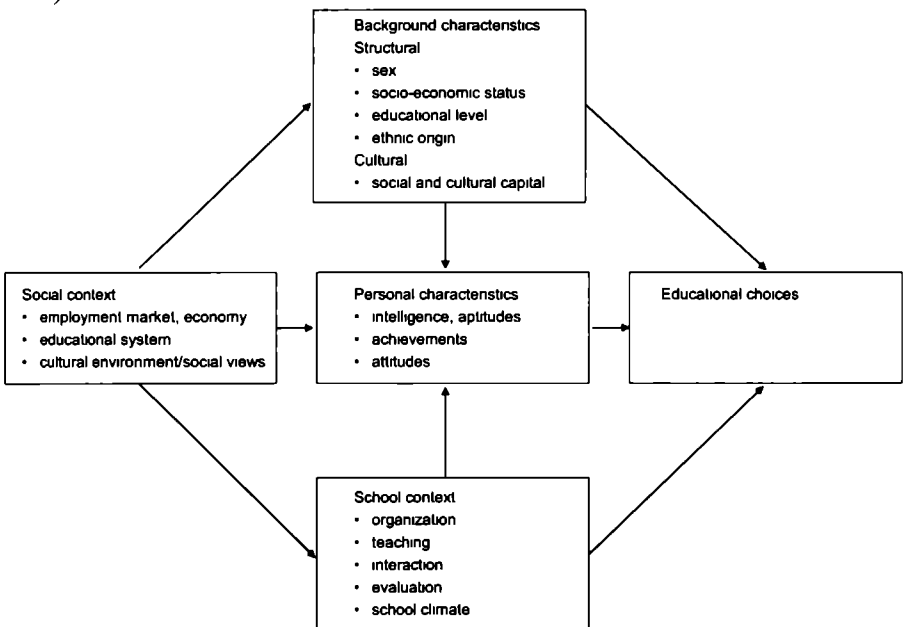 Background characteristics
Structural
• sex
• socio-economic status
• educational level
• ethnic origin
Cultural
• social and cultural capital
Social context
• employment market, economy
• educational system
• cultural environment/social views
Personal characteristics
• intelligence, aptitudes
• achievements
• attitudes
Educational choices
School context
• organization
• teaching
• interaction
• evaluation
• school climate